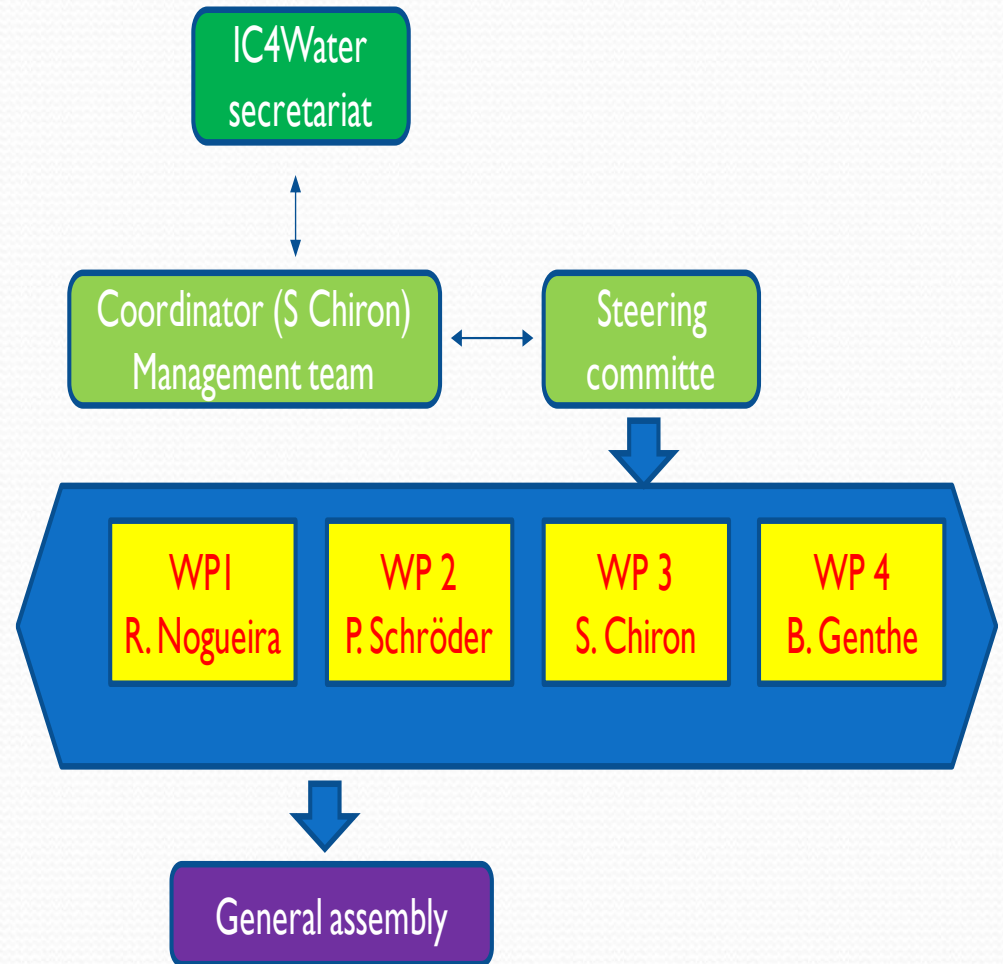 IC4Water
secretariat
Coordinator (S Chiron)
Management team
Steering
committe
WP1
R. Nogueira
WP 2
P. Schröder
WP 3
S. Chiron
WP 4
B. Genthe
General assembly